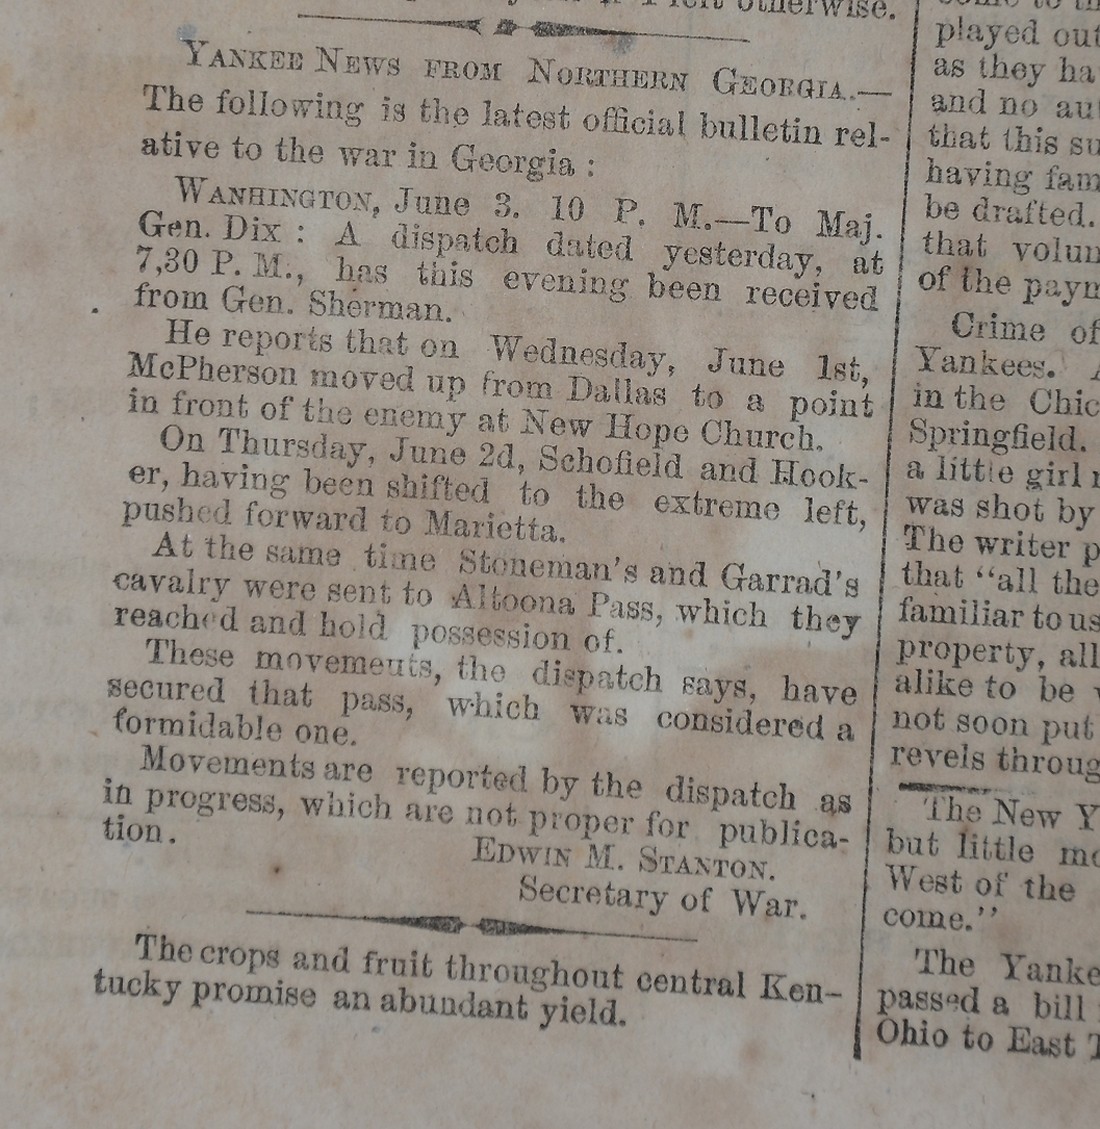 otherwise.
YANKEE NEWS FROM NORTHERN GEORGIA.—
The following is the latest official bulletin rel-
ative to the war in Georgia :
WANHINGTON, June 3. 10 P. M.—To Maj.
Gen. Dix : A dispatch dated yesterday, at
7,30 P. M., has this evening been received
from Gen. Sherman.
He reports that on Wednesday, June 1st,
McPherson moved up from Dallas to a point
in front of the enemy at New Hope Church.
On Thursday, June 2d, Schofield and Hook-
er, having been shifted to the extreme left,
pushed forward to Marietta.
At the same time Stoneman's and Garrad's
cavalry were sent to Altoona Pass, which they
reached and hold possession of.
These movements, the dispatch says, have
secured that pass, which was considered a
formidable one.
Movements are reported by the dispatch as
in progress, which are not proper for publica-
tion.
EDWIN M. STANTON.
Secretary of War.
The crops and fruit throughout central Ken-
tucky promise an abundant yield.
played out
as they ha
and no au
that this su
having fam
be drafted.
that volun
of the paym
Crime of
Yankees.
in the Chic
Springfield.
a little girl
was shot by
The writer p
that "all the
familiar to us
property, all
alike to be
not soon put
revels throug
The New Y
but little mo
West of the
come."
The Yanke
passed a bill
Ohio to East T